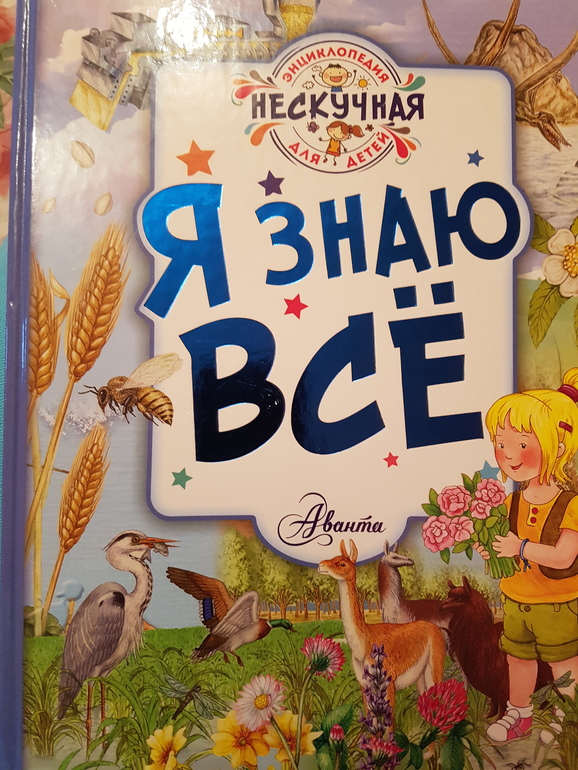 ЭНЦИКЛОПЕДИЯ
НЕСКУЧНАЯ
ДЛЯ ДЕТЕЙ
Я ЗНАЮ
ВСЁ
Аванта